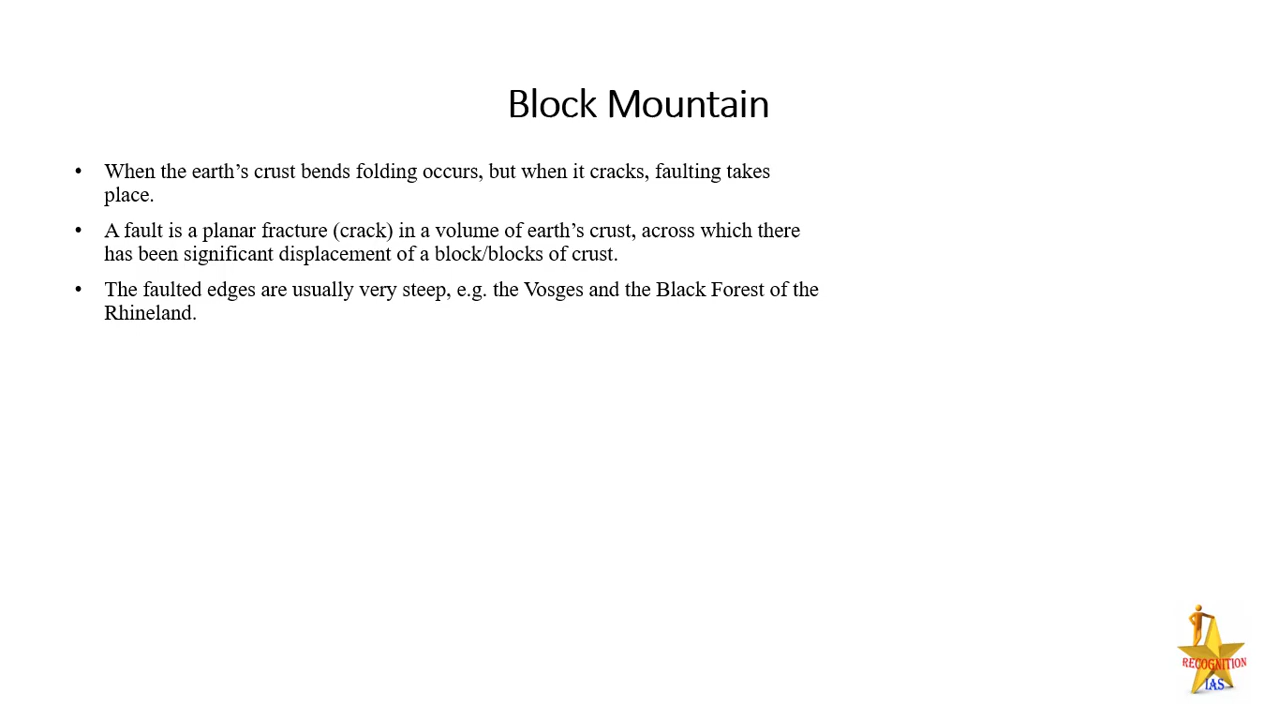 Block Mountain
• When the earth’s crust bends folding occurs, but when it cracks, faulting takes
place.
• A fault is a planar fracture (crack) in a volume of earth’s crust, across which there
has been significant displacement of a block/blocks of crust.
• The faulted edges are usually very steep, e.g. the Vosges and the Black Forest of the
Rhineland.
RECOGNITION
IAS